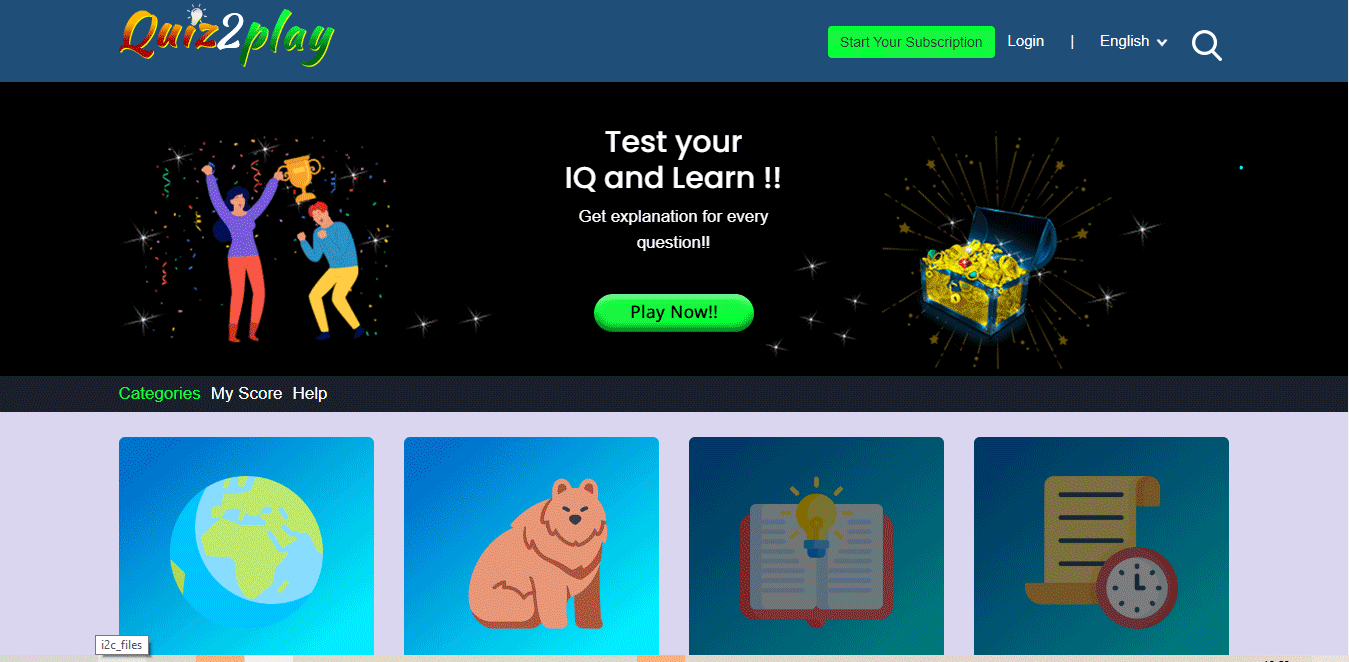 Quiz2play
Start Your Subscription Login | English
Test your
IQ and Learn !!
Get explanation for every
question!!
Play Now!!
Categories My Score Help
i2c_files